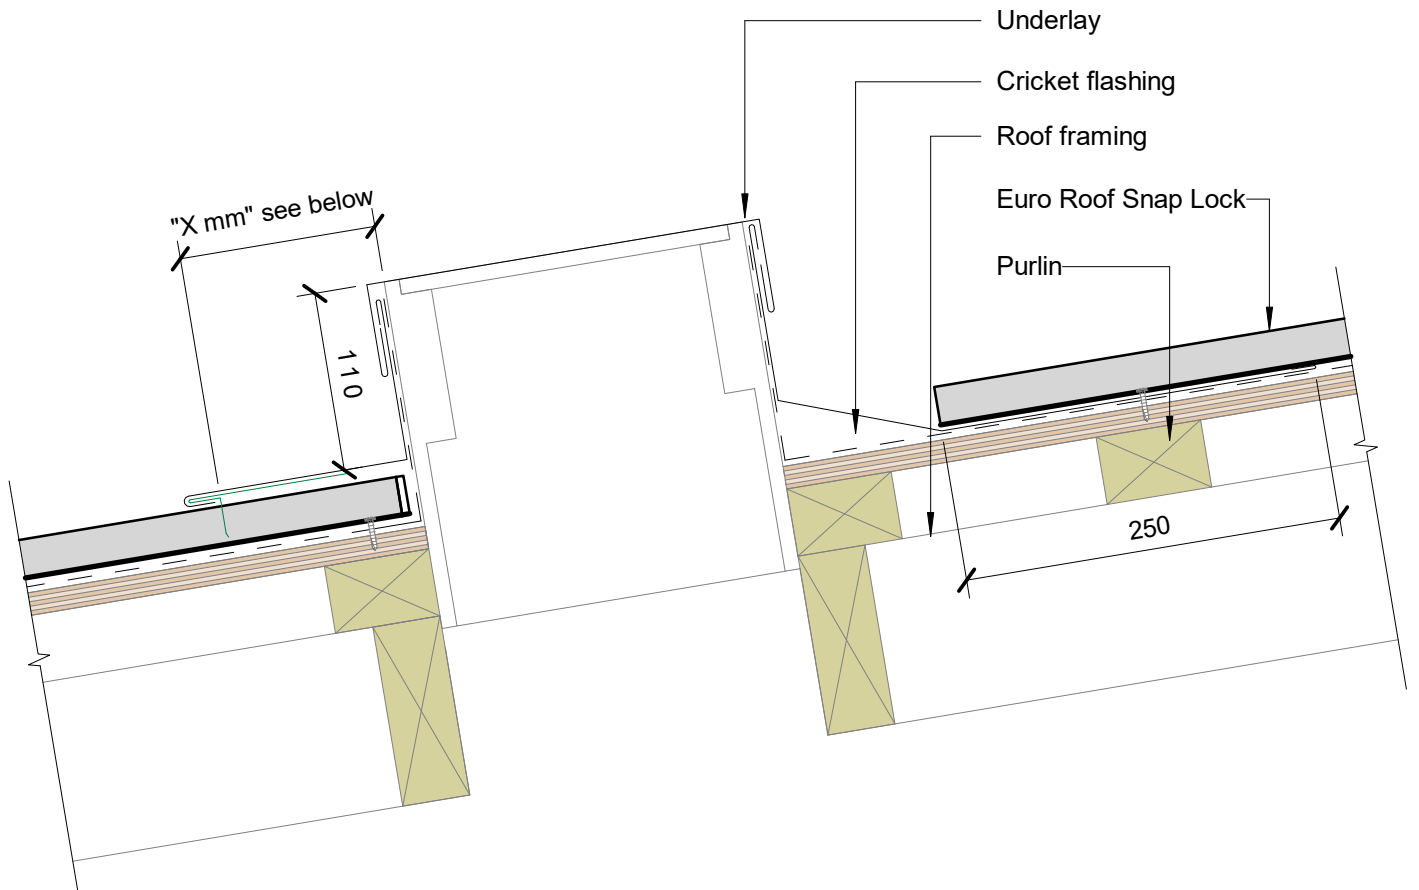 Underlay
Cricket flashing
Roof framing
Euro Roof Snap Lock
Purlin
"X mm" see below
110
250